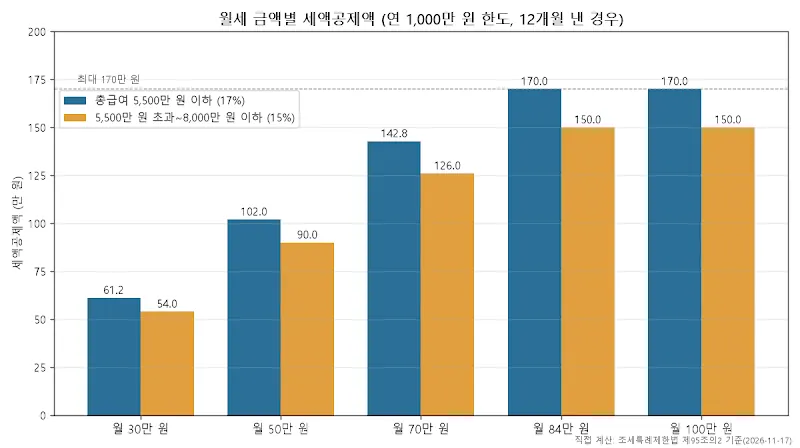 월세 금액별 세액공제액 (연 1,000만 원 한도, 12개월 낸 경우)
200
175
150
125
100
75
50
25
0
세액공제액 (만 원)
최대 170만 원
총급여 5,500만 원 이하 (17%)
5,500만 원 초과~8,000만 원 이하 (15%)
61.2
54.0
102.0
90.0
142.8
126.0
170.0
150.0
170.0
150.0
월 30만 원
월 50만 원
월 70만 원
월 84만 원
월 100만 원
직접 계산: 조세특례제한법 제95조의2 기준(2026-11-17)